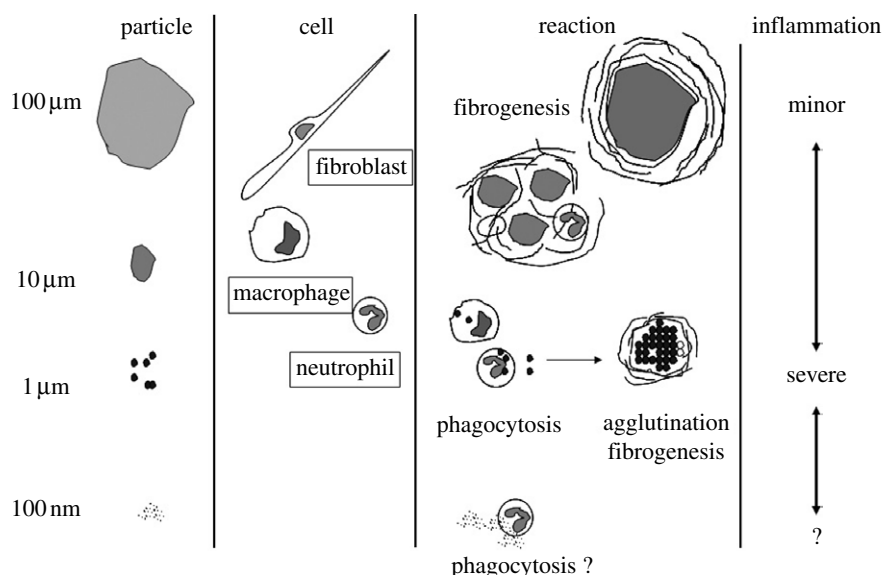 particle cell reaction inflammation
100 μm fibrogenesis minor
fibroblast
10 μm
macrophage
neutrophil
1 μm severe
phagocytosis agglutination
fibrogenesis
100 nm
?
phagocytosis ?